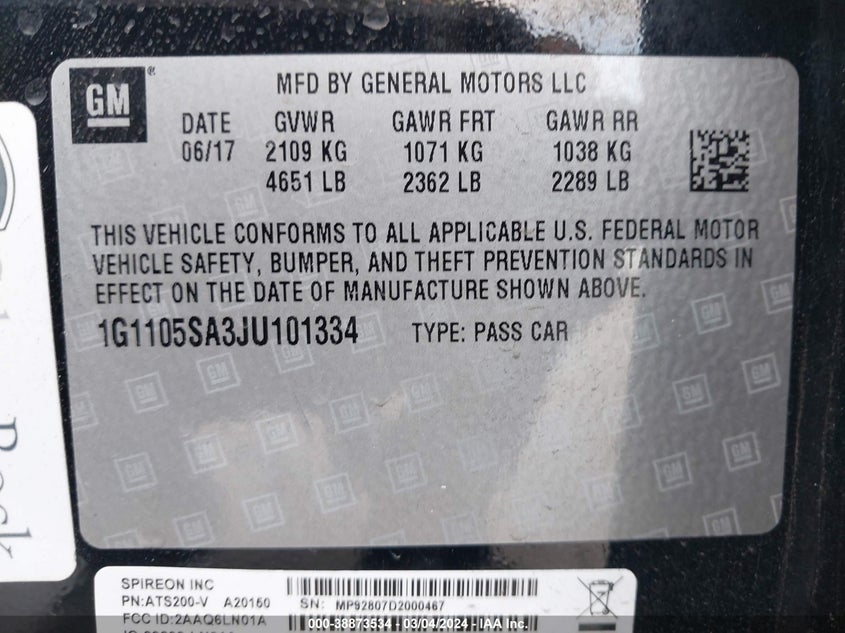 GM®
MFD BY GENERAL MOTORS LLC
DATE GVWR GAWR FRT GAWR RR
06/17 2109 KG 1071 KG 1038 KG
4651 LB 2362 LB 2289 LB
THIS VEHICLE CONFORMS TO ALL APPLICABLE U.S. FEDERAL MOTOR
VEHICLE SAFETY, BUMPER, AND THEFT PREVENTION STANDARDS IN
EFFECT ON THE DATE OF MANUFACTURE SHOWN ABOVE.
1G1105SA3JU101334 TYPE: PASS CAR
Rock
SPIREON INC
PN:ATS200-V A20160 SN: MP92807D2000467
FCC ID:2AAQ6LN01A
000-38873534 - 03/04/2024 - IAAI.com